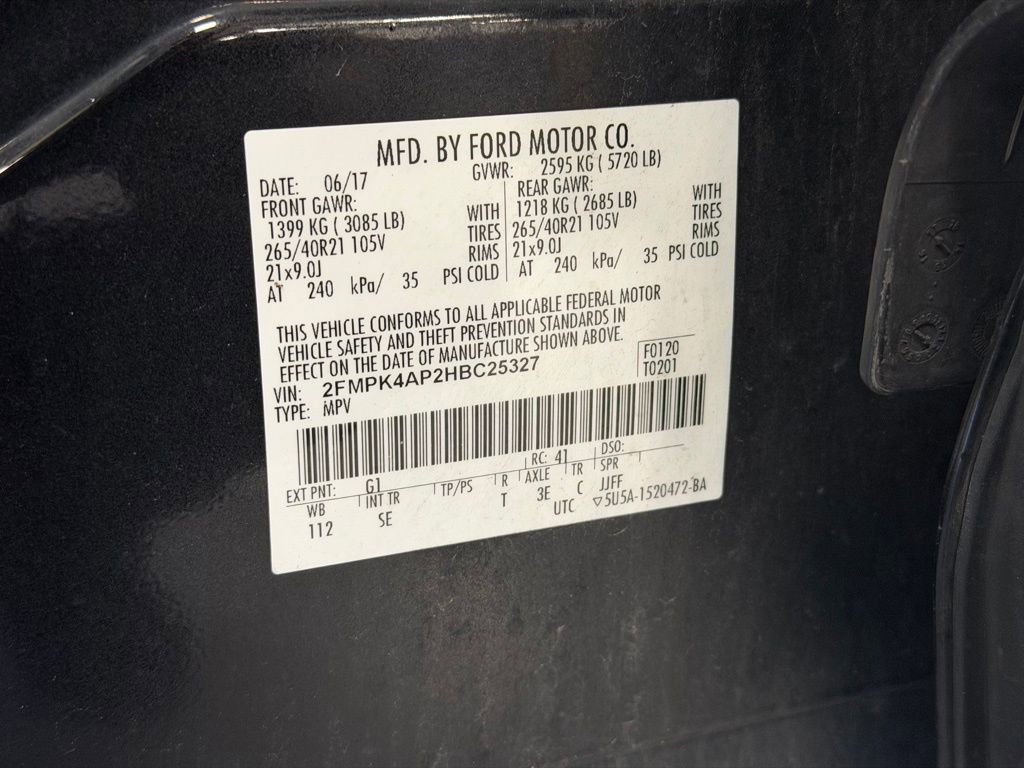 MFD. BY FORD MOTOR CO.
DATE: 06/17 GVWR: 2595 KG ( 5720 LB)
FRONT GAWR: REAR GAWR:
1399 KG ( 3085 LB) WITH 1218 KG ( 2685 LB) WITH
265/40R21 105V TIRES 265/40R21 105V TIRES
21x9.0J RIMS 21x9.0J RIMS
AT 240 kPa/ 35 PSI COLD AT 240 kPa/ 35 PSI COLD
THIS VEHICLE CONFORMS TO ALL APPLICABLE FEDERAL MOTOR
VEHICLE SAFETY AND THEFT PREVENTION STANDARDS IN
EFFECT ON THE DATE OF MANUFACTURE SHOWN ABOVE.
VIN: 2FMPK4AP2HBC25327 F0120
TYPE: MPV T0201
EXT PNT: G1 RC: 41 DSO:
WB INT TR TP/PS R AXLE TR SPR
112 SE T 3E C JJFF
UTC ▽5U5A-1520472-BA